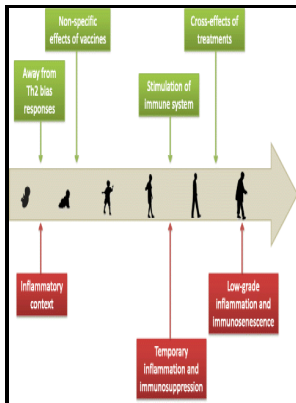 Non-specific
effects of vaccines
Cross-effects of
treatments
Away from
Th2 bias
responses
Stimulation of
immune system
Inflammatory
context
Low-grade
inflammation and
immunosenescence
Temporary
inflammation and
immunosuppression